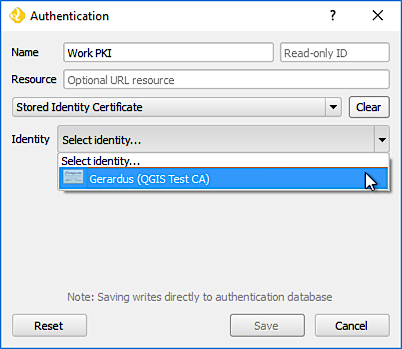 Authentication ?
Name Work PKI Read-only ID
Resource Optional URL resource
Stored Identity Certificate Clear
Identity Select identity...
Select identity...
Gerardus (QGIS Test CA)
Note: Saving writes directly to authentication database
Reset Save Cancel